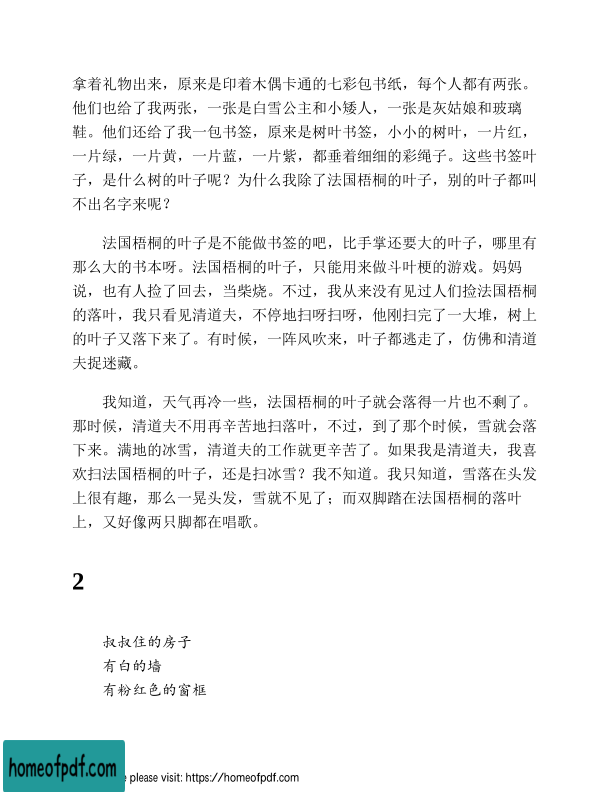 拿着礼物出来，原来是印着木偶卡通的七彩包书纸，每个人都有两张。
他们也给了我两张，一张是白雪公主和小矮人，一张是灰姑娘和玻璃
鞋。他们还给了我一包书签，原来是树叶书签，小小的树叶，一片红，
一片绿，一片黄，一片蓝，一片紫，都垂着细细的彩绳子。这些书签叶
子，是什么树的叶子呢？为什么我除了法国梧桐的叶子，别的叶子都叫
不出名字来呢？
法国梧桐的叶子是不能做书签的吧，比手掌还要大的叶子，哪里有
那么大的书本呀。法国梧桐的叶子，只能用来做斗叶梗的游戏。妈妈
说，也有人捡了回去，当柴烧。不过，我从来没有见过人们捡法国梧桐
的落叶，我只看见清道夫，不停地扫呀扫呀，他刚扫完了一大堆，树上
的叶子又落下来了。有时候，一阵风吹来，叶子都逃走了，仿佛和清道
夫捉迷藏。
我知道，天气再冷一些，法国梧桐的叶子就会落得一片也不剩了。
那时候，清道夫不用再辛苦地扫落叶，不过，到了那个时候，雪就会落
下来。满地的冰雪，清道夫的工作就更辛苦了。如果我是清道夫，我喜
欢扫法国梧桐的叶子，还是扫冰雪？我不知道。我只知道，雪落在头发
上很有趣，那么一晃头发，雪就不见了；而双脚踏在法国梧桐的落叶
上，又好像两只脚都在唱歌。
2
叔叔住的房子
有白的墙
有粉红色的窗框
homeofpdf.com
please visit: https://homeofpdf.com